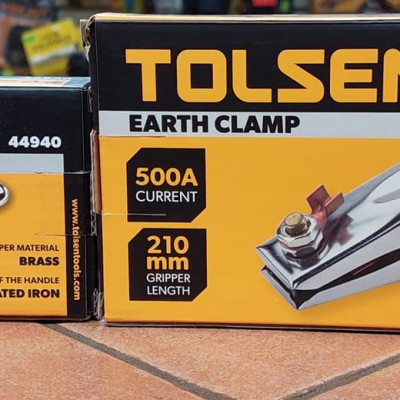 44940
www.tolsentools.com
PER MATERIAL
BRASS
F THE HANDLE
ATED IRON
TOLSEN
EARTH CLAMP
500A
CURRENT
210
mm
GRIPPER
LENGTH